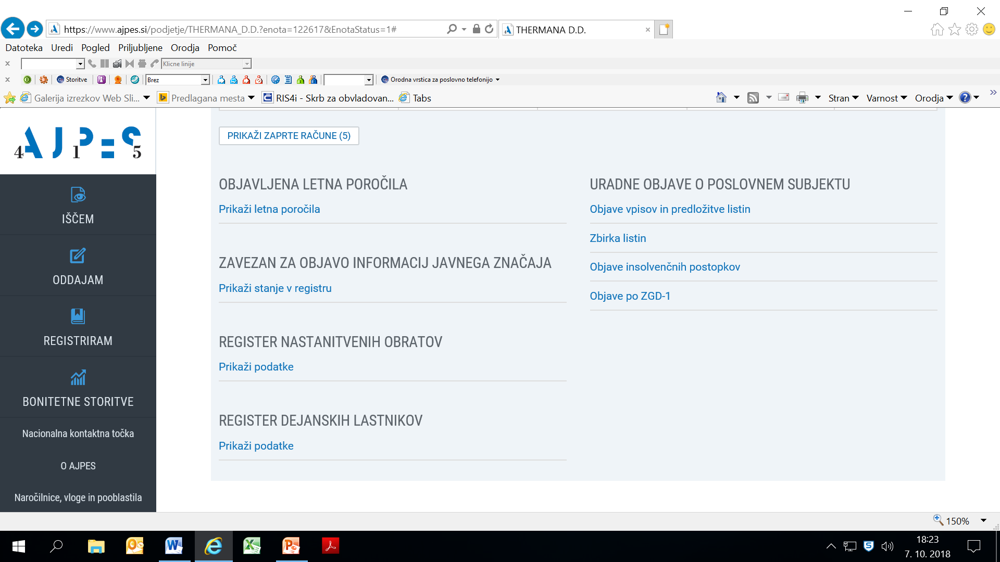 https://www.ajpes.si/podjetje/THERMANA_D.D.?enota=122617&EnotaStatus=1#
THERMANA D.D.
Datoteka Uredi Pogled Priljubljene Orodja Pomoč
Klicne linije
Storitve
Brez
Orodna vrstica za poslovno telefonijo
Galerija izrezkov Web Sli...
Predlagana mesta
RIS4i - Skrb za obvladovan...
Tabs
Stran Varnost Orodja
AJPES
4 1 5
IŠČEM
ODDAJAM
REGISTRIRAM
BONITETNE STORITVE
Nacionalna kontaktna točka
O AJPES
Naročilnice, vloge in pooblastila
PRIKAŽI ZAPRTE RAČUNE (5)
OBJAVLJENA LETNA POROČILA
Prikaži letna poročila
ZAVEZAN ZA OBJAVO INFORMACIJ JAVNEGA ZNAČAJA
Prikaži stanje v registru
REGISTER NASTANITVENIH OBRATOV
Prikaži podatke
REGISTER DEJANSKIH LASTNIKOV
Prikaži podatke
URADNE OBJAVE O POSLOVNEM SUBJEKTU
Objave vpisov in predložitve listin
Zbirka listin
Objave insolvenčnih postopkov
Objave po ZGD-1
150%
18:23
7. 10. 2018